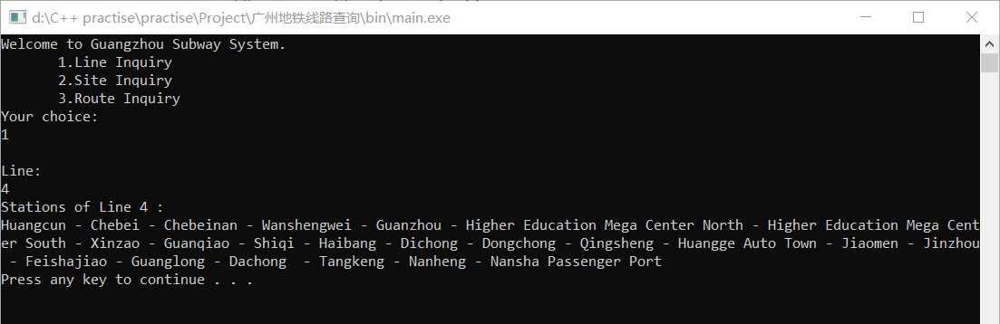 d:\C++ practise\practise\Project\广州地铁线路查询\bin\main.exe
Welcome to Guangzhou Subway System.
1.Line Inquiry
2.Site Inquiry
3.Route Inquiry
Your choice:
1
Line:
4
Stations of Line 4 :
Huangcun - Chebei - Chebeinan - Wanshengwei - Guanzhou - Higher Education Mega Center North - Higher Education Mega Cent
er South - Xinzao - Guanqiao - Shiqi - Haibang - Dichong - Dongchong - Qingsheng - Huangge Auto Town - Jiaomen - Jinzhou
- Feishajiao - Guanglong - Dachong  - Tangkeng - Nanheng - Nansha Passenger Port
Press any key to continue . . .